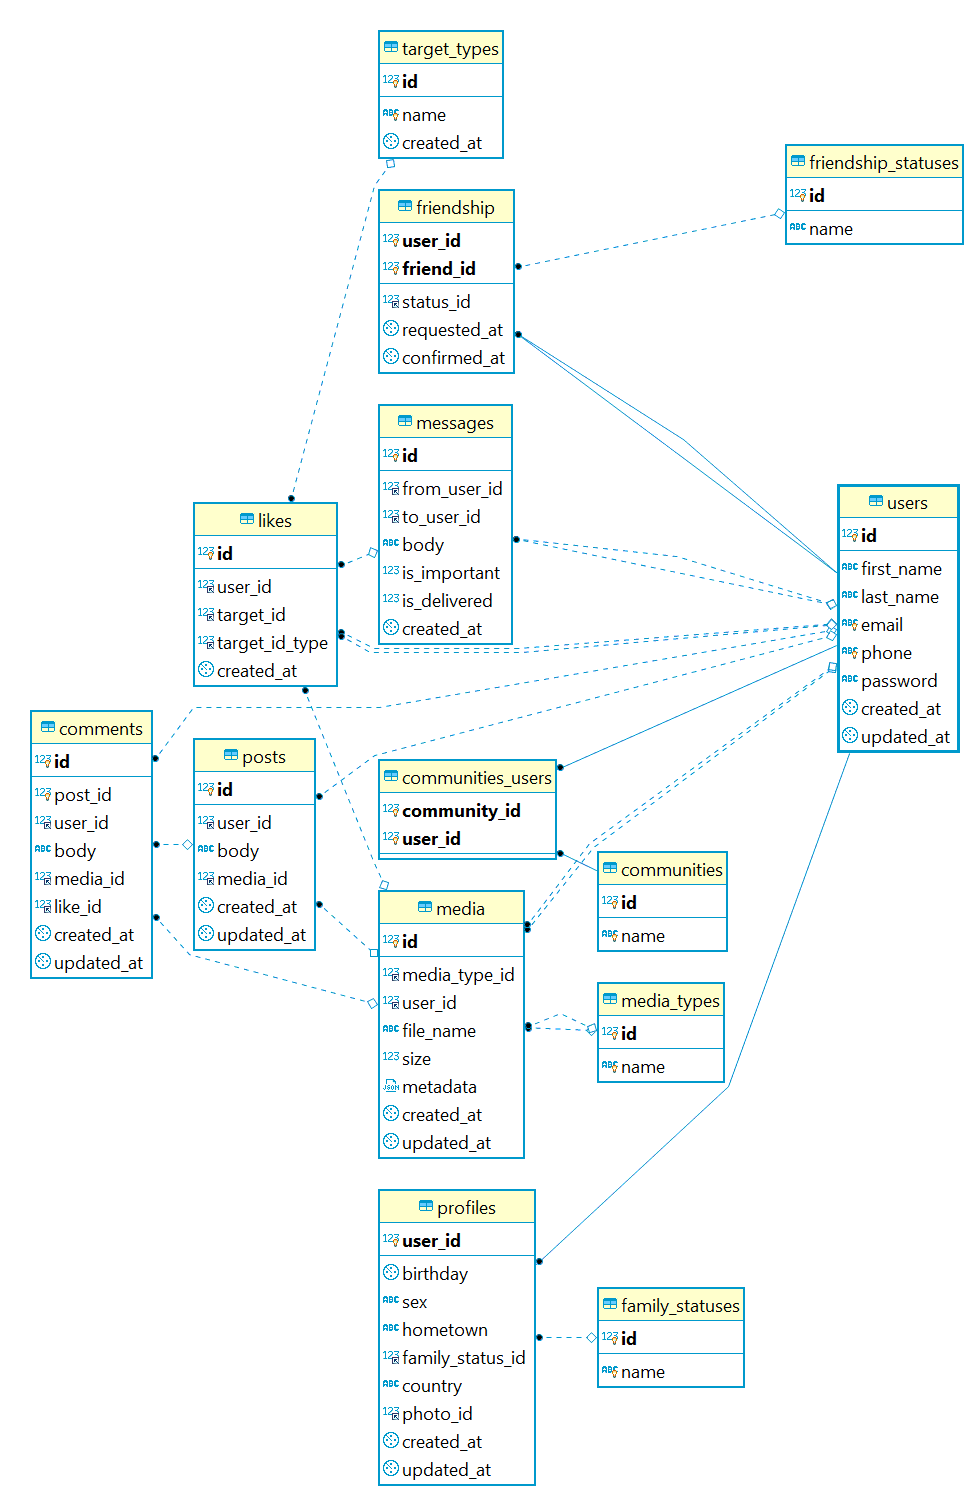 target_types
id
name
created_at
friendship_statuses
id
name
friendship
user_id
friend_id
status_id
requested_at
confirmed_at
messages
id
from_user_id
to_user_id
body
is_important
is_delivered
created_at
users
id
first_name
last_name
email
phone
password
created_at
updated_at
likes
id
user_id
target_id
target_id_type
created_at
comments
id
post_id
user_id
body
media_id
like_id
created_at
updated_at
posts
id
user_id
body
media_id
created_at
updated_at
communities_users
community_id
user_id
communities
id
name
media
id
media_type_id
user_id
file_name
size
metadata
created_at
updated_at
media_types
id
name
profiles
user_id
birthday
sex
hometown
family_status_id
country
photo_id
created_at
updated_at
family_statuses
id
name